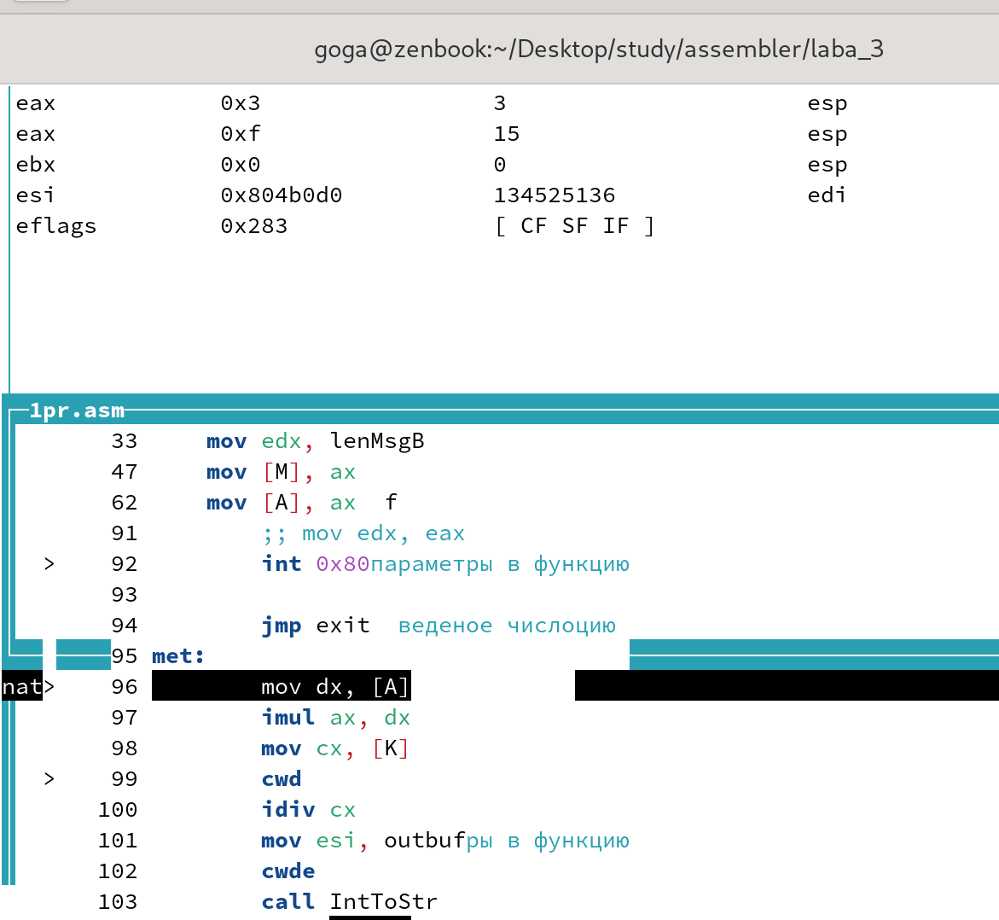 goga@zenbook:~/Desktop/study/assembler/laba_3
eax 0x3 3 esp
eax 0xf 15 esp
ebx 0x0 0 esp
esi 0x804b0d0 134525136 edi
eflags 0x283 [ CF SF IF ]
1pr.asm
33 mov edx, lenMsgB
47 mov [M], ax
62 mov [A], ax f
91 ;; mov edx, eax
> 92 int 0x80параметры в функцию
93
94 jmp exit веденое числоцию
95 met:
nat> 96 mov dx, [A]
97 imul ax, dx
98 mov cx, [K]
> 99 cwd
100 idiv cx
101 mov esi, outbufры в функцию
102 cwde
103 call IntToStr